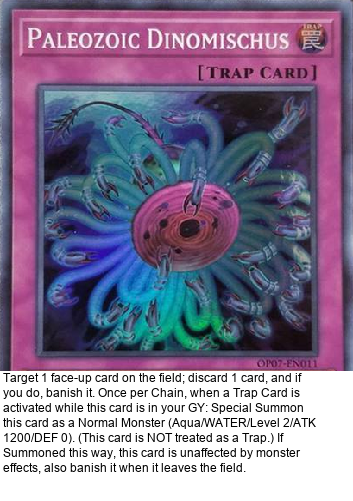 PALEOZOIC DINOMISCHUS
TRAP
罠
[TRAP CARD]
OP07-EN011
Target 1 face-up card on the field; discard 1 card, and if
you do, banish it. Once per Chain, when a Trap Card is
activated while this card is in your GY: Special Summon
this card as a Normal Monster (Aqua/WATER/Level 2/ATK
1200/DEF 0). (This card is NOT treated as a Trap.) If
Summoned this way, this card is unaffected by monster
effects, also banish it when it leaves the field.